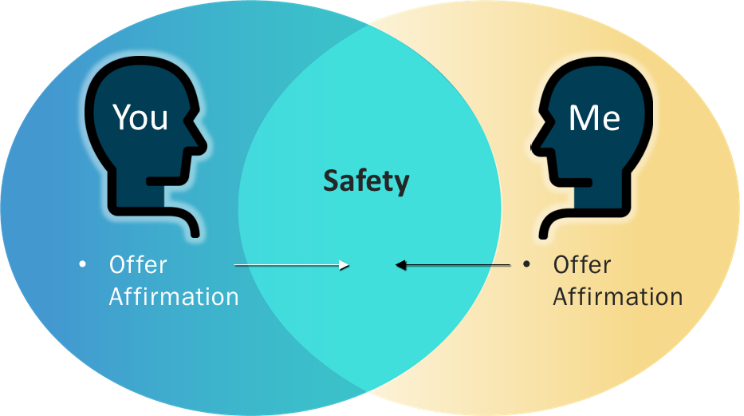 You
Me
Safety
• Offer
Affirmation
• Offer
Affirmation